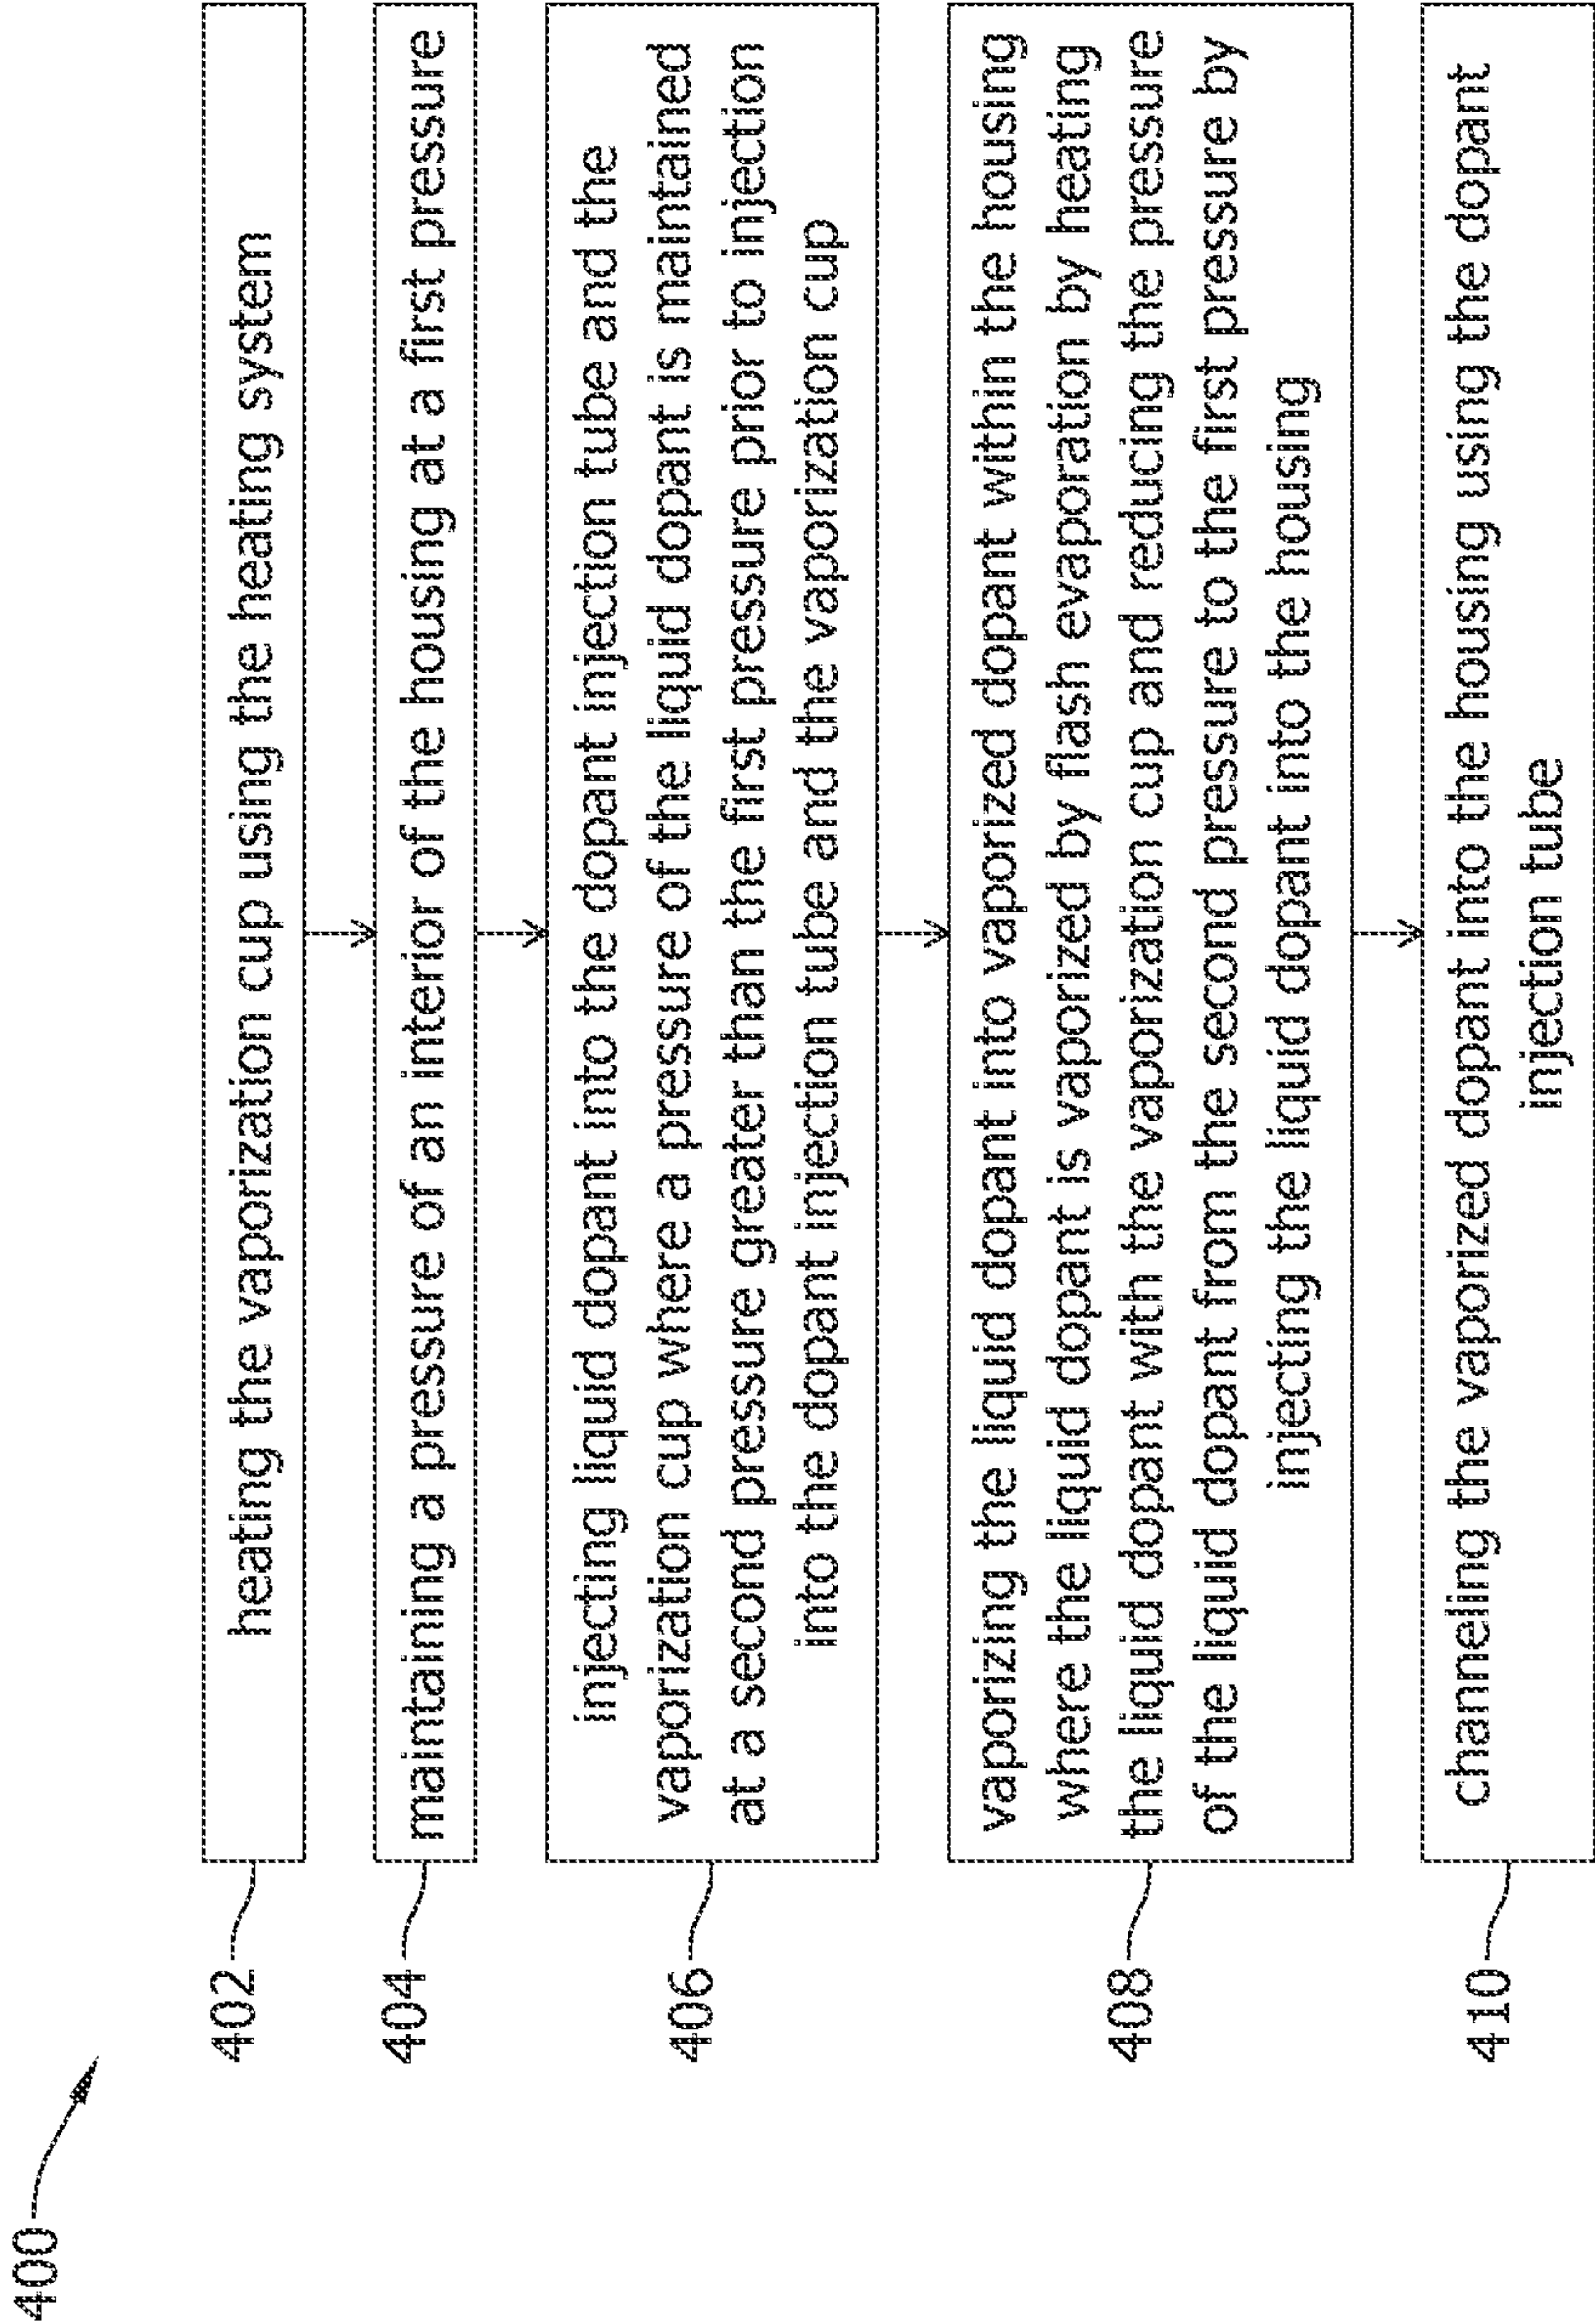 400
402
heating the vaporization cup using the heating system
404
maintaining a pressure of an interior of the housing at a first pressure
406
injecting liquid dopant into the dopant injection tube and the
vaporization cup where a pressure of the liquid dopant is maintained
at a second pressure greater than the first pressure prior to injection
into the dopant injection tube and the vaporization cup
408
vaporizing the liquid dopant into vaporized dopant within the housing
where the liquid dopant is vaporized by flash evaporation by heating
the liquid dopant with the vaporization cup and reducing the pressure
of the liquid dopant from the second pressure to the first pressure by
injecting the liquid dopant into the housing
410
channeling the vaporized dopant into the housing using the dopant
injection tube